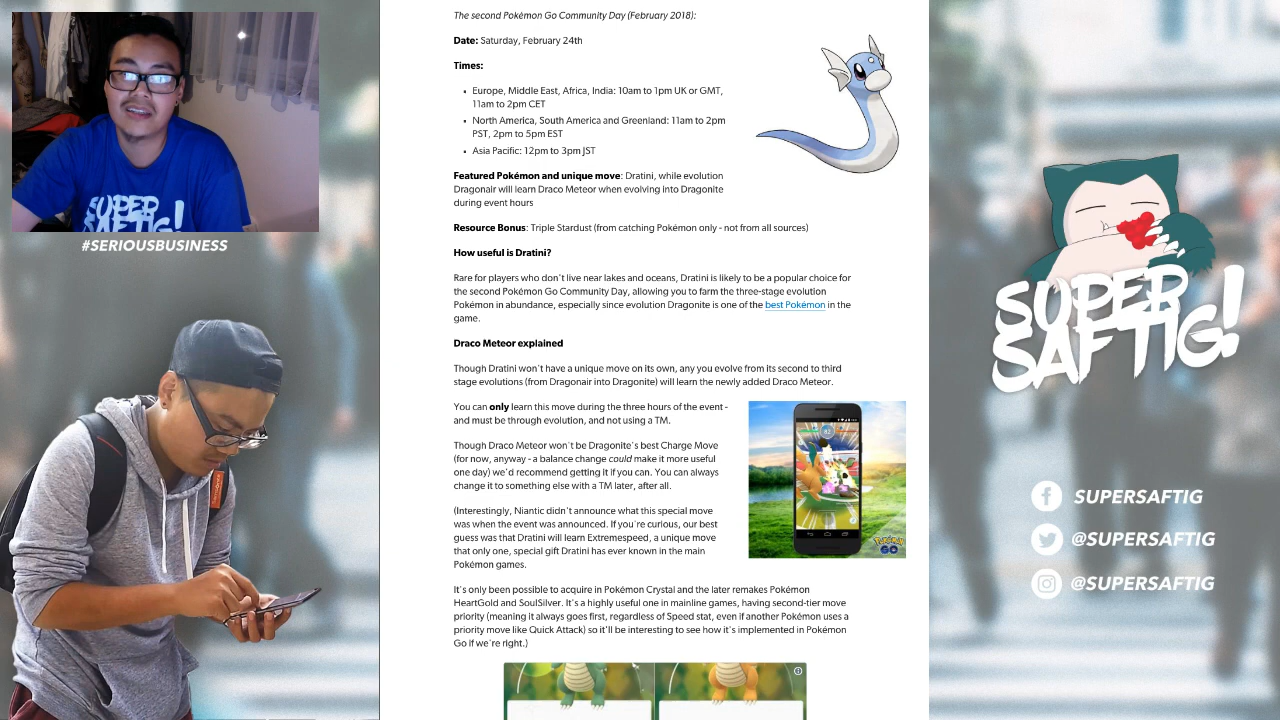 SUPER
SAFTIG!
#SERIOUSBUSINESS
The second Pokémon Go Community Day (February 2018):
Date: Saturday, February 24th
Times:
Europe, Middle East, Africa, India: 10am to 1pm UK or GMT,
11am to 2pm CET
North America, South America and Greenland: 11am to 2pm
PST, 2pm to 5pm EST
Asia Pacific: 12pm to 3pm JST
Featured Pokémon and unique move: Dratini, while evolution
Dragonair will learn Draco Meteor when evolving into Dragonite
during event hours
Resource Bonus: Triple Stardust (from catching Pokémon only - not from all sources)
How useful is Dratini?
Rare for players who don't live near lakes and oceans, Dratini is likely to be a popular choice for
the second Pokémon Go Community Day, allowing you to farm the three-stage evolution
Pokémon in abundance, especially since evolution Dragonite is one of the best Pokémon in the
game.
Draco Meteor explained
Though Dratini won't have a unique move on its own, any you evolve from its second to third
stage evolutions (from Dragonair into Dragonite) will learn the newly added Draco Meteor.
You can only learn this move during the three hours of the event -
and must be through evolution, and not using a TM.
Though Draco Meteor won't be Dragonite's best Charge Move
(for now, anyway - a balance change could make it more useful
one day) we'd recommend getting it if you can. You can always
change it to something else with a TM later, after all.
(Interestingly, Niantic didn't announce what this special move
was when the event was announced. If you're curious, our best
guess was that Dratini will learn Extremespeed, a unique move
that only one, special gift Dratini has ever known in the main
Pokémon games.
It's only been possible to acquire in Pokémon Crystal and the later remakes Pokémon
HeartGold and SoulSilver. It's a highly useful one in mainline games, having second-tier move
priority (meaning it always goes first, regardless of Speed stat, even if another Pokémon uses a
priority move like Quick Attack) so it'll be interesting to see how it's implemented in Pokémon
Go if we're right.)
POKÉMON
GO
SUPER
SAFTIG!
SUPERSAFTIG
@SUPERSAFTIG
@SUPERSAFTIG